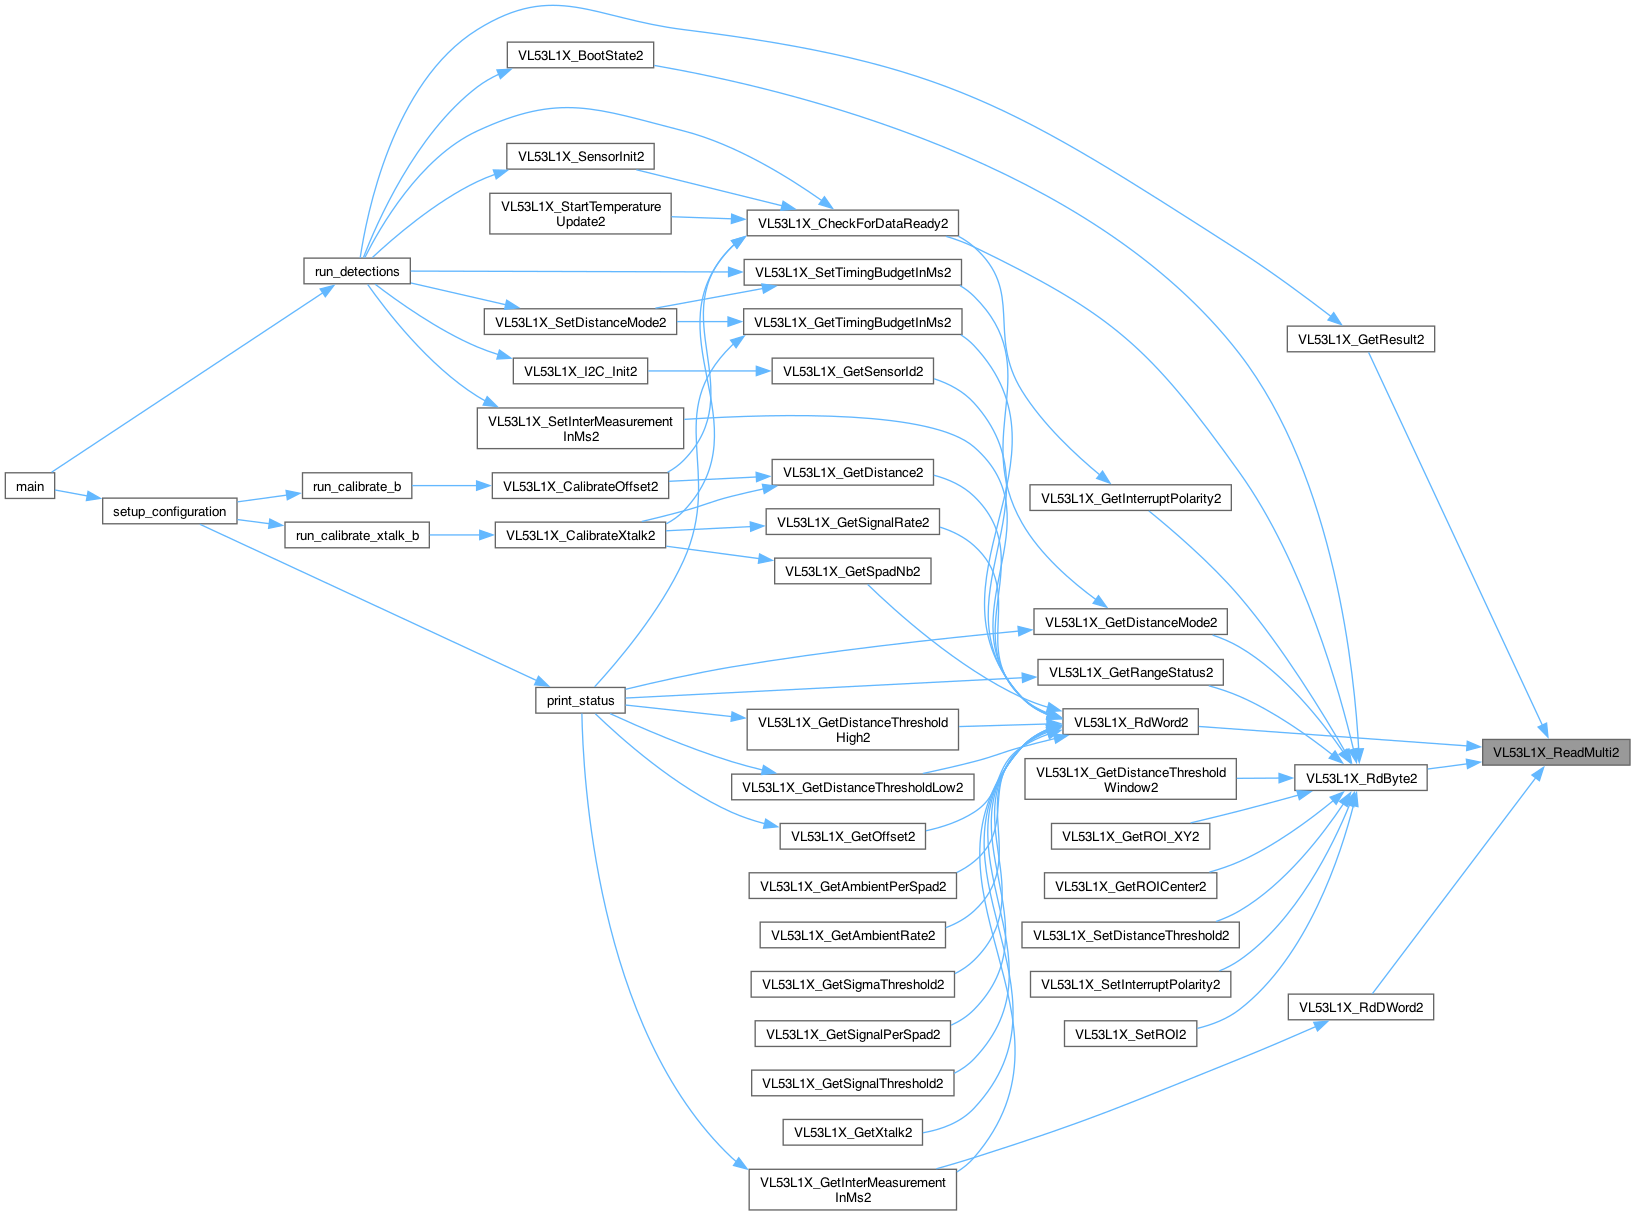 main
setup_configuration
run_detections
run_calibrate_b
run_calibrate_xtalk_b
VL53L1X_BootState2
VL53L1X_SensorInit2
VL53L1X_StartTemperature
Update2
VL53L1X_SetDistanceMode2
VL53L1X_I2C_Init2
VL53L1X_SetInterMeasurement
InMs2
VL53L1X_CalibrateOffset2
VL53L1X_CalibrateXtalk2
print_status
VL53L1X_CheckForDataReady2
VL53L1X_SetTimingBudgetInMs2
VL53L1X_GetTimingBudgetInMs2
VL53L1X_GetSensorId2
VL53L1X_GetDistance2
VL53L1X_GetSignalRate2
VL53L1X_GetSpadNb2
VL53L1X_GetDistanceThreshold
High2
VL53L1X_GetDistanceThresholdLow2
VL53L1X_GetOffset2
VL53L1X_GetAmbientPerSpad2
VL53L1X_GetAmbientRate2
VL53L1X_GetSigmaThreshold2
VL53L1X_GetSignalPerSpad2
VL53L1X_GetSignalThreshold2
VL53L1X_GetXtalk2
VL53L1X_GetInterMeasurement
InMs2
VL53L1X_GetInterruptPolarity2
VL53L1X_GetDistanceMode2
VL53L1X_GetRangeStatus2
VL53L1X_RdWord2
VL53L1X_GetDistanceThreshold
Window2
VL53L1X_GetROI_XY2
VL53L1X_GetROICenter2
VL53L1X_SetDistanceThreshold2
VL53L1X_SetInterruptPolarity2
VL53L1X_SetROI2
VL53L1X_GetResult2
VL53L1X_RdByte2
VL53L1X_RdDWord2
VL53L1X_ReadMulti2